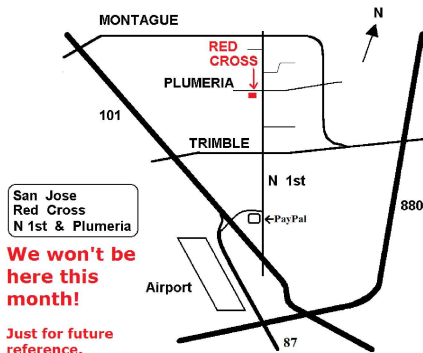 MONTAGUE
N
RED
CROSS
PLUMERIA
101
TRIMBLE
N 1st
880
San Jose
Red Cross
N 1st & Plumeria
PayPal
We won't be
here this
month!
Airport
Just for future
reference.
87